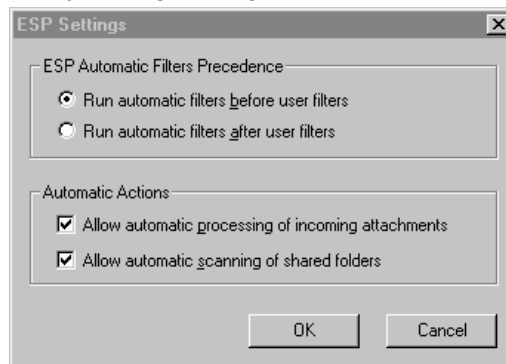 ESP Settings
ESP Automatic Filters Precedence
Run automatic filters before user filters
Run automatic filters after user filters
Automatic Actions
Allow automatic processing of incoming attachments
Allow automatic scanning of shared folders
OK Cancel